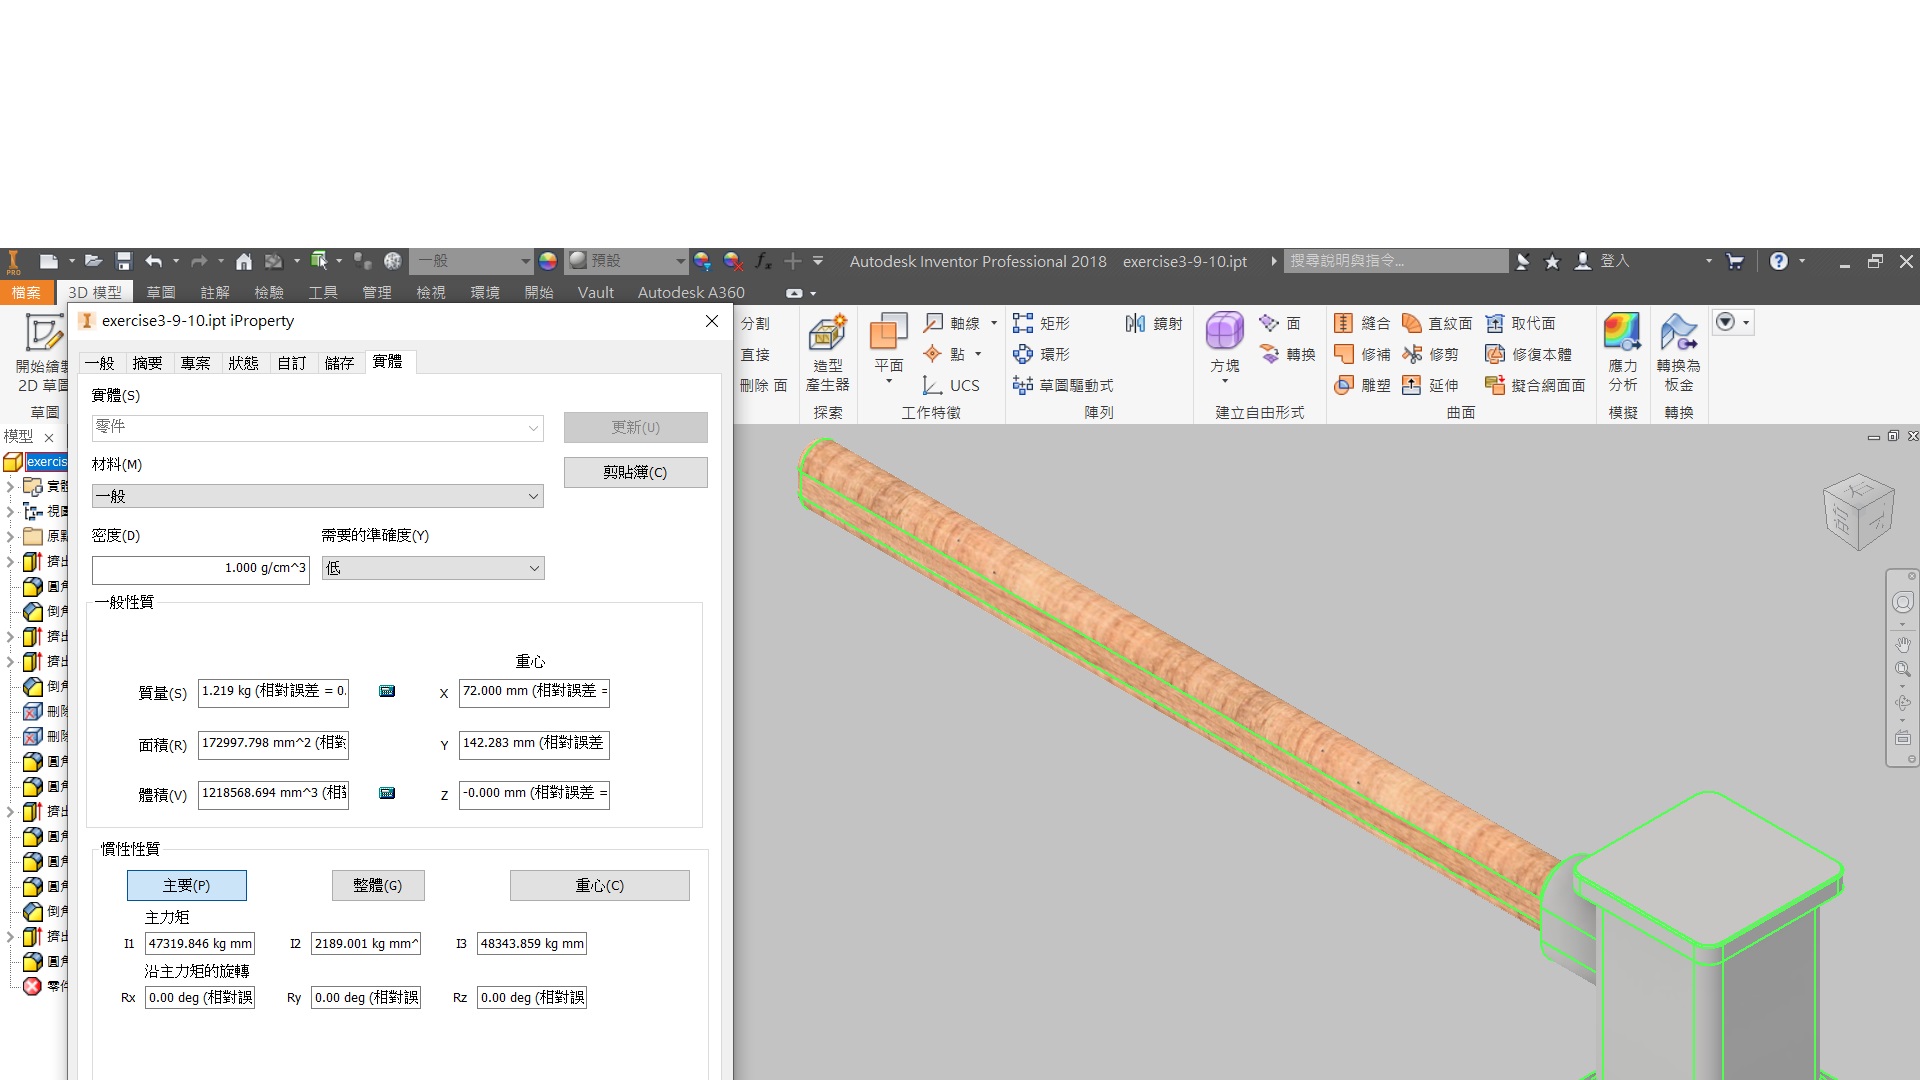 PRO
一般
預設
Autodesk Inventor Professional 2018 exercise3-9-10.ipt
搜尋說明與指令...
登入
檔案 3D 模型 草圖 註解 檢驗 工具 管理 檢視 環境 開始 Vault Autodesk A360
exercise3-9-10.ipt iProperty
一般 摘要 專案 狀態 自訂 儲存 實體
實體(S)
零件
更新(U)
材料(M)
剪貼簿(C)
一般
密度(D)
需要的準確度(Y)
1.000 g/cm^3
低
一般性質
重心
質量(S) 1.219 kg (相對誤差 = 0.
X 72.000 mm (相對誤差 =
面積(R) 172997.798 mm^2 (相對
Y 142.283 mm (相對誤差
體積(V) 1218568.694 mm^3 (相對
Z -0.000 mm (相對誤差 =
慣性性質
主要(P) 整體(G) 重心(C)
主力矩
I1 47319.846 kg mm I2 2189.001 kg mm^ I3 48343.859 kg mm
沿主力矩的旋轉
Rx 0.00 deg (相對誤 Ry 0.00 deg (相對誤 Rz 0.00 deg (相對誤
開始繪製
2D 草圖
草圖
模型
exercis
實體
視圖
原點
擠出
圓角
倒角
擠出
擠出
倒角
刪除
刪除
圓角
圓角
擠出
圓角
圓角
圓角
倒角
擠出
圓角
零件
分割
直接
刪除 面
造型
產生器
探索
平面
軸線
點
UCS
工作特徵
矩形
環形
草圖驅動式
鏡射
陣列
方塊
面
轉換
建立自由形式
縫合 直紋面 取代面
修補 修剪 修復本體
雕塑 延伸 擬合網面面
曲面
應力
分析
模擬
轉換為
板金
轉換